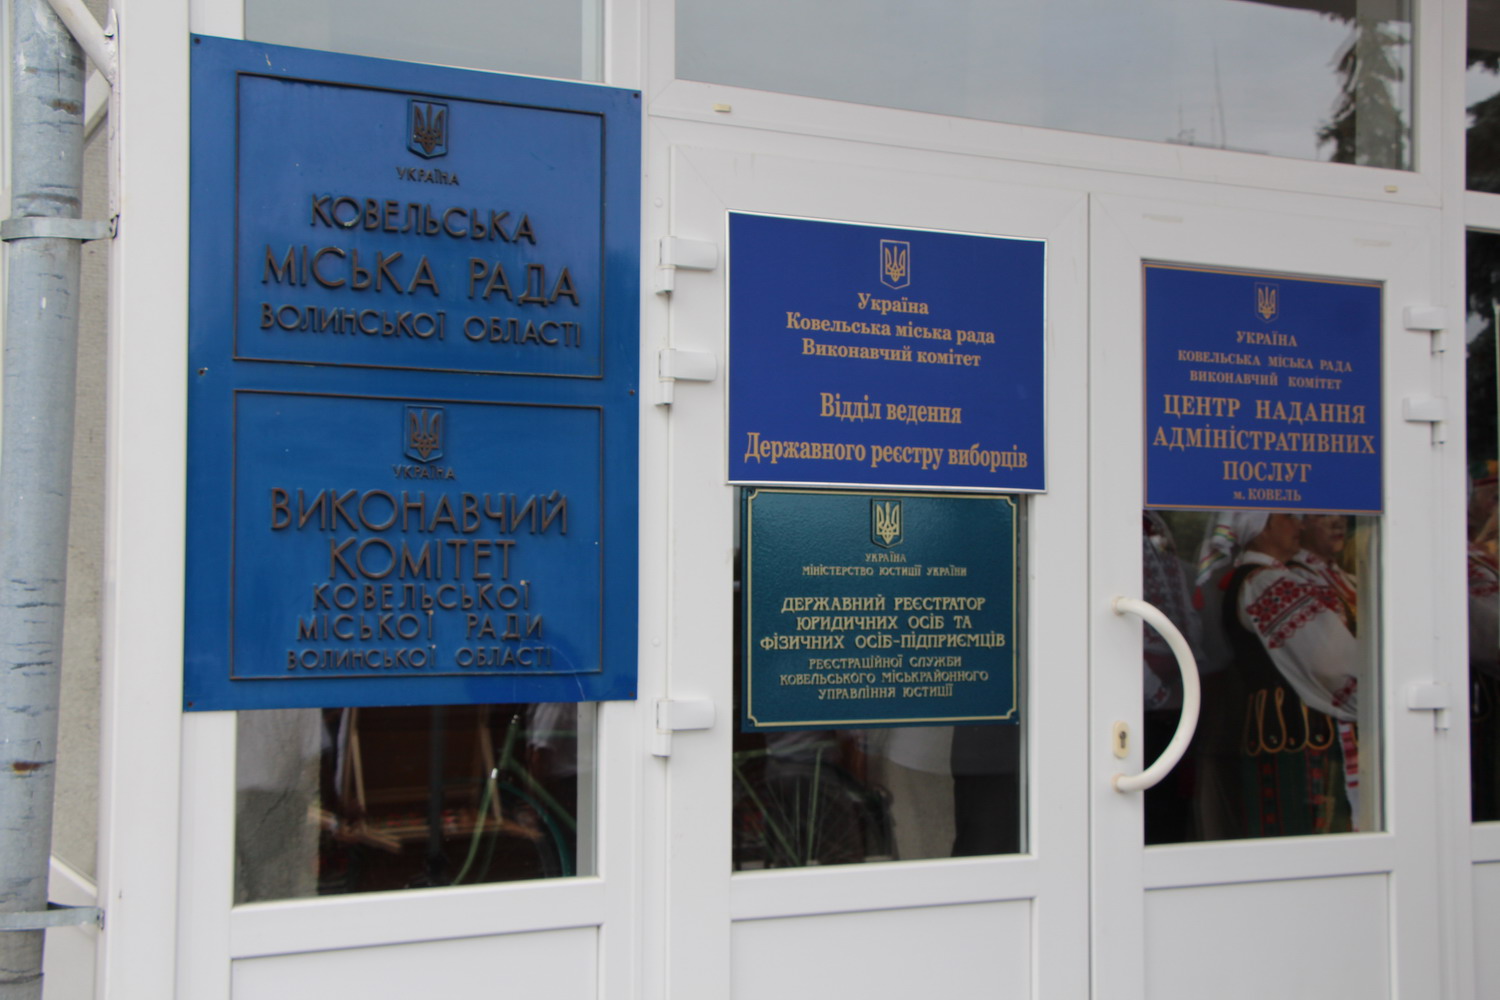 УКРАЇНА
КОВЕЛЬСЬКА
МІСЬКА РАДА
ВОЛИНСЬКОЇ ОБЛАСТІ
УКРАЇНА
ВИКОНАВЧИЙ
КОМІТЕТ
КОВЕЛЬСЬКОЇ
МІСЬКОЇ РАДИ
ВОЛИНСЬКОЇ ОБЛАСТІ
Україна
Ковельська міська рада
Виконавчий комітет
Відділ ведення
Державного реєстру виборців
УКРАЇНА
МІНІСТЕРСТВО ЮСТИЦІЇ УКРАЇНИ
ДЕРЖАВНИЙ РЕЄСТРАТОР
ЮРИДИЧНИХ ОСІБ ТА
ФІЗИЧНИХ ОСІБ-ПІДПРИЄМЦІВ
РЕЄСТРАЦІЙНОЇ СЛУЖБИ
КОВЕЛЬСЬКОГО МІСЬКРАЙОННОГО
УПРАВЛІННЯ ЮСТИЦІЇ
УКРАЇНА
КОВЕЛЬСЬКА МІСЬКА РАДА
ВИКОНАВЧИЙ КОМІТЕТ
ЦЕНТР НАДАННЯ
АДМІНІСТРАТИВНИХ
ПОСЛУГ
м. КОВЕЛЬ